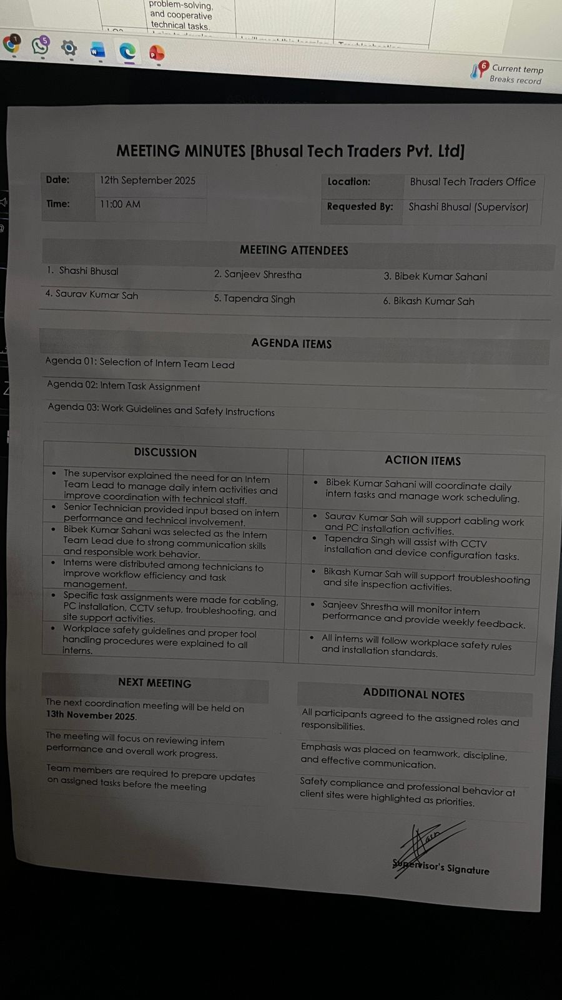 problem-solving,
and cooperative
technical tasks.
1
5
6
Current temp
Breaks record
MEETING MINUTES [Bhusal Tech Traders Pvt. Ltd]
Date: 12th September 2025
Time: 11:00 AM
Location: Bhusal Tech Traders Office
Requested By: Shashi Bhusal (Supervisor)
MEETING ATTENDEES
1. Shashi Bhusal 2. Sanjeev Shrestha 3. Bibek Kumar Sahani
4. Saurav Kumar Sah 5. Tapendra Singh 6. Bikash Kumar Sah
AGENDA ITEMS
Agenda 01: Selection of Intern Team Lead
Agenda 02: Intern Task Assignment
Agenda 03: Work Guidelines and Safety Instructions
DISCUSSION
• The supervisor explained the need for an Intern
Team Lead to manage daily intern activities and
improve coordination with technical staff.
• Senior Technician provided input based on intern
performance and technical involvement.
• Bibek Kumar Sahani was selected as the Intern
Team Lead due to strong communication skills
and responsible work behavior.
• Interns were distributed among technicians to
improve workflow efficiency and task
management.
• Specific task assignments were made for cabling,
PC installation, CCTV setup, troubleshooting, and
site support activities.
• Workplace safety guidelines and proper tool
handling procedures were explained to all
interns.
ACTION ITEMS
• Bibek Kumar Sahani will coordinate daily
intern tasks and manage work scheduling.
• Saurav Kumar Sah will support cabling work
and PC installation activities.
• Tapendra Singh will assist with CCTV
installation and device configuration tasks.
• Bikash Kumar Sah will support troubleshooting
and site inspection activities.
• Sanjeev Shrestha will monitor intern
performance and provide weekly feedback.
• All interns will follow workplace safety rules
and installation standards.
NEXT MEETING
The next coordination meeting will be held on
13th November 2025.
The meeting will focus on reviewing intern
performance and overall work progress.
Team members are required to prepare updates
on assigned tasks before the meeting
ADDITIONAL NOTES
All participants agreed to the assigned roles and
responsibilities.
Emphasis was placed on teamwork, discipline,
and effective communication.
Safety compliance and professional behavior at
client sites were highlighted as priorities.
Supervisor's Signature